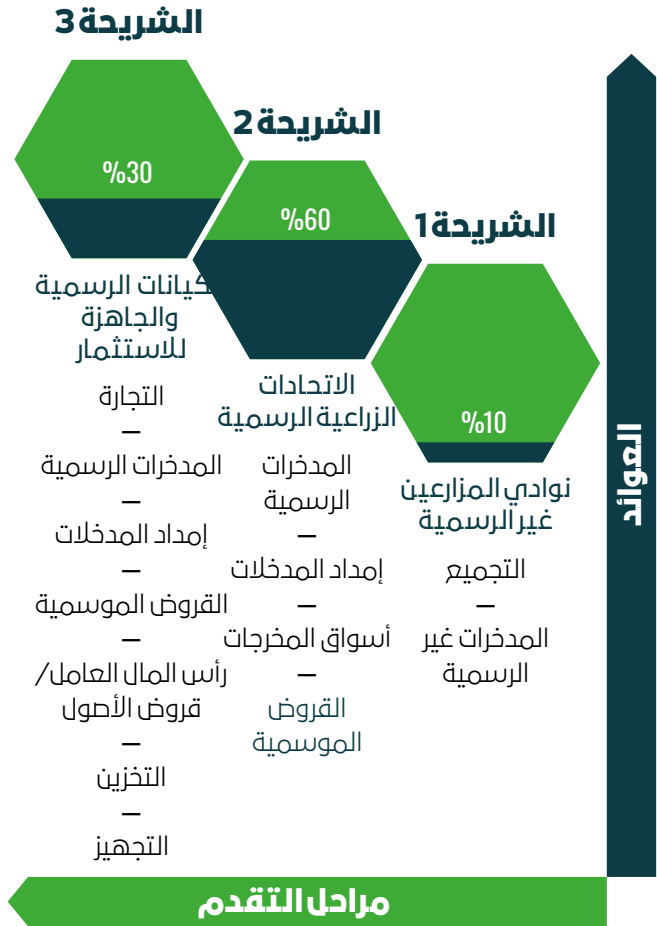 الشريحة 1
%10
نوادي المزارعين
غير الرسمية
التجميع
–
المدخرات غير
الرسمية
الشريحة 2
%60
الاتحادات
الزراعية الرسمية
المدخرات
الرسمية
–
إمداد المدخلات
–
أسواق المخرجات
–
القروض
الموسمية
الشريحة 3
%30
كيانات الرسمية
والجاهزة
للاستثمار
التجارة
–
المدخرات الرسمية
–
إمداد المدخلات
–
القروض الموسمية
–
رأس المال العامل/
قروض الأصول
–
التخزين
–
التجهيز
العوائد
مراحل التقدم